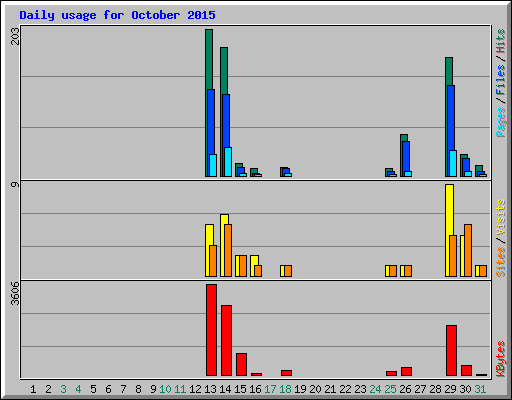 Daily usage for October 2015
203
9
3606
Pages / Files / Hits
Sites / Visits
KBytes
1 2 3 4 5 6 7 8 9 10 11 12 13 14 15 16 17 18 19 20 21 22 23 24 25 26 27 28 29 30 31